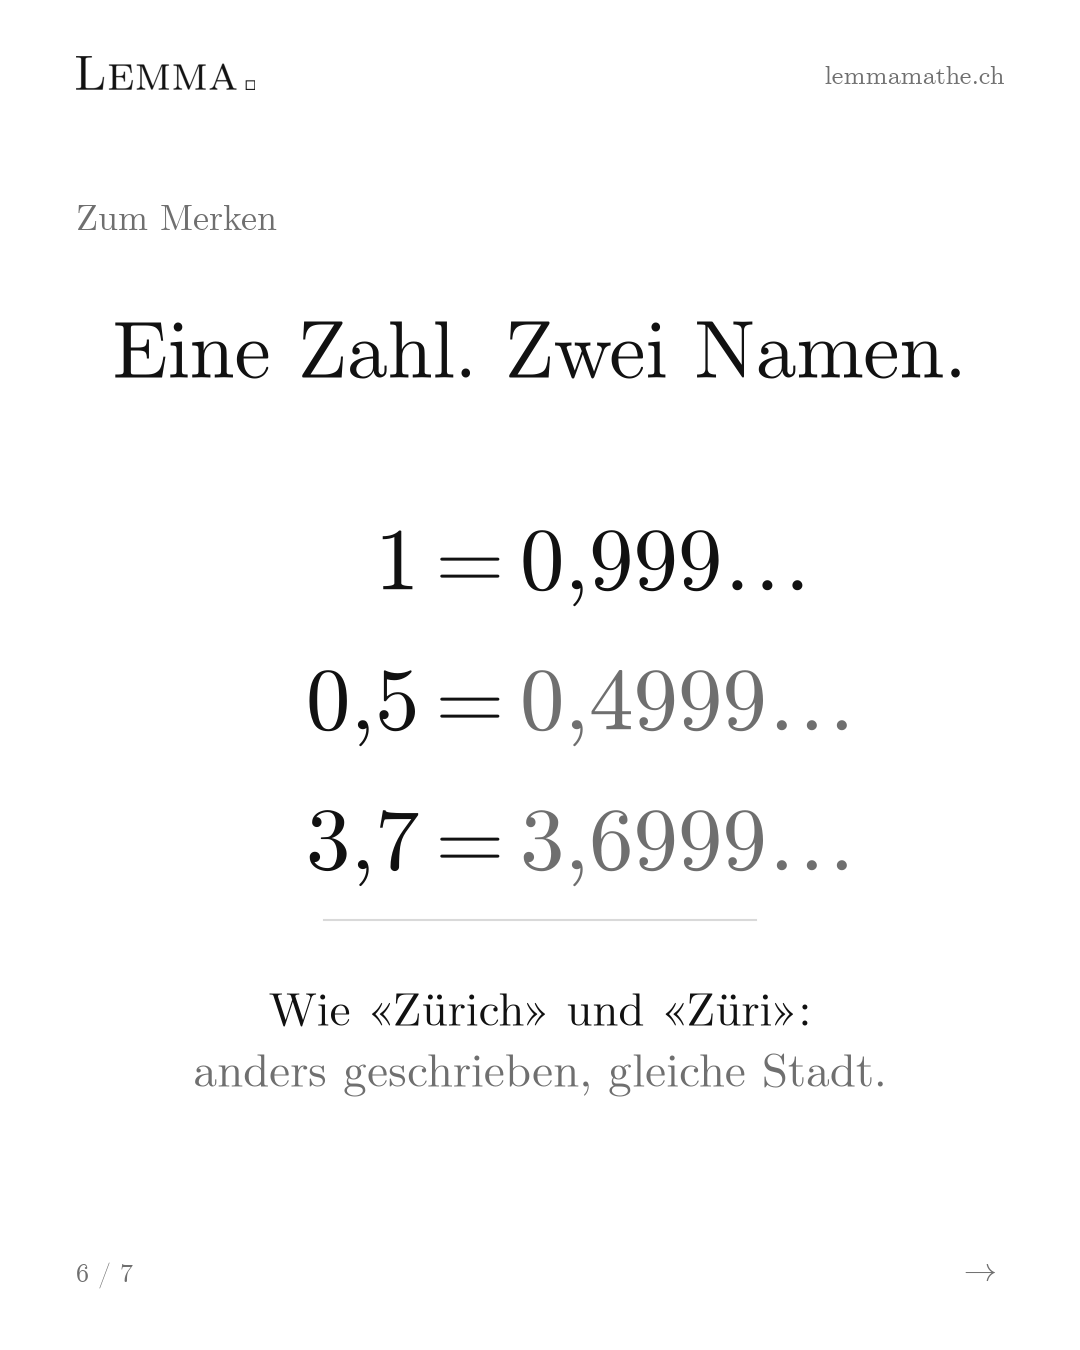 LEMMA□
lemmamathe.ch
Zum Merken
Eine Zahl. Zwei Namen.
1 = 0,999...
0,5 = 0,4999...
3,7 = 3,6999...
Wie «Zürich» und «Züri»:
anders geschrieben, gleiche Stadt.
6 / 7
→